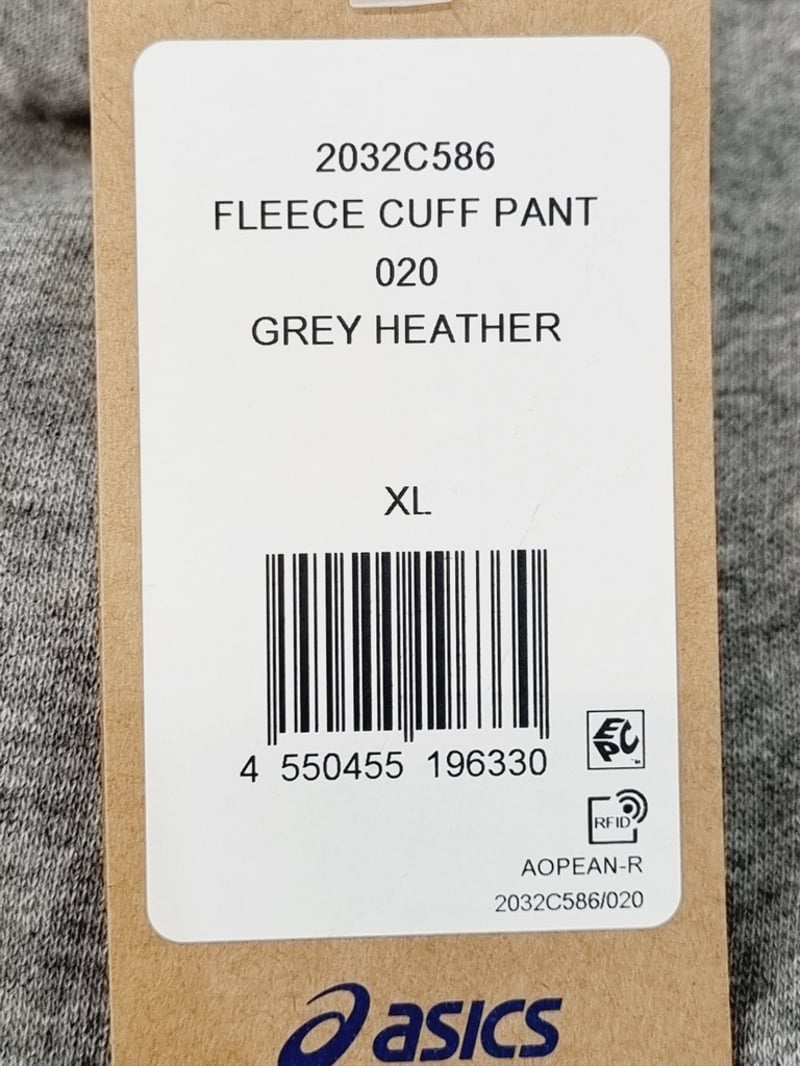 2032C586
FLEECE CUFF PANT
020
GREY HEATHER
XL
4 550455 196330
EPC
RFID
AOPEAN-R
2032C586/020
asics